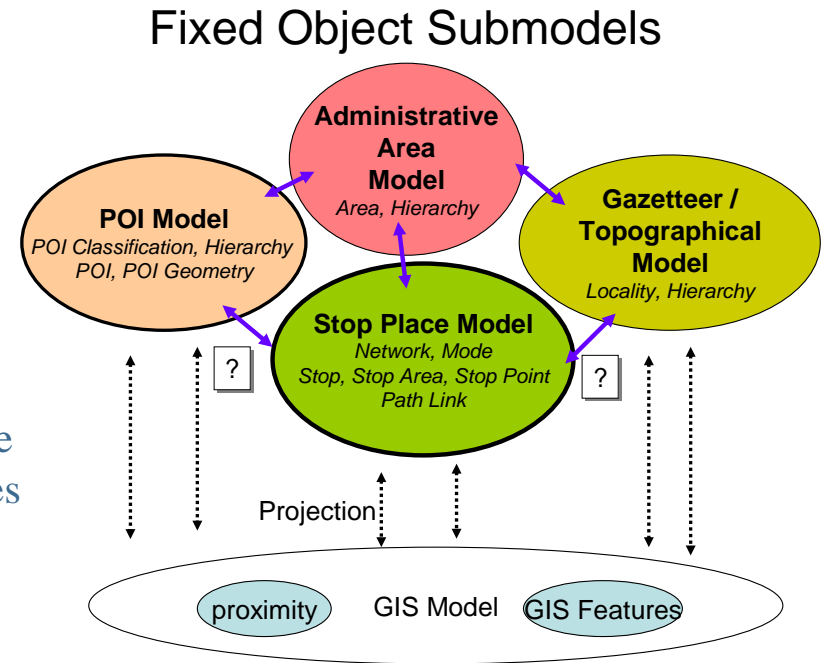 Fixed Object Submodels
Administrative
Area
Model
Area, Hierarchy
POI Model
POI Classification, Hierarchy
POI, POI Geometry
Gazetteer /
Topographical
Model
Locality, Hierarchy
Stop Place Model
Network, Mode
Stop, Stop Area, Stop Point
Path Link
?
?
Projection
proximity
GIS Model
GIS Features